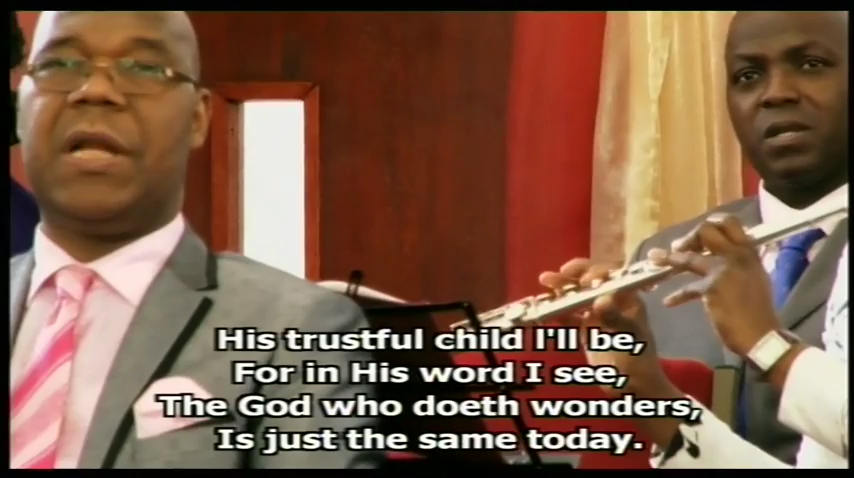 His trustful child I'll be,
For in His word I see,
The God who doeth wonders,
Is just the same today.